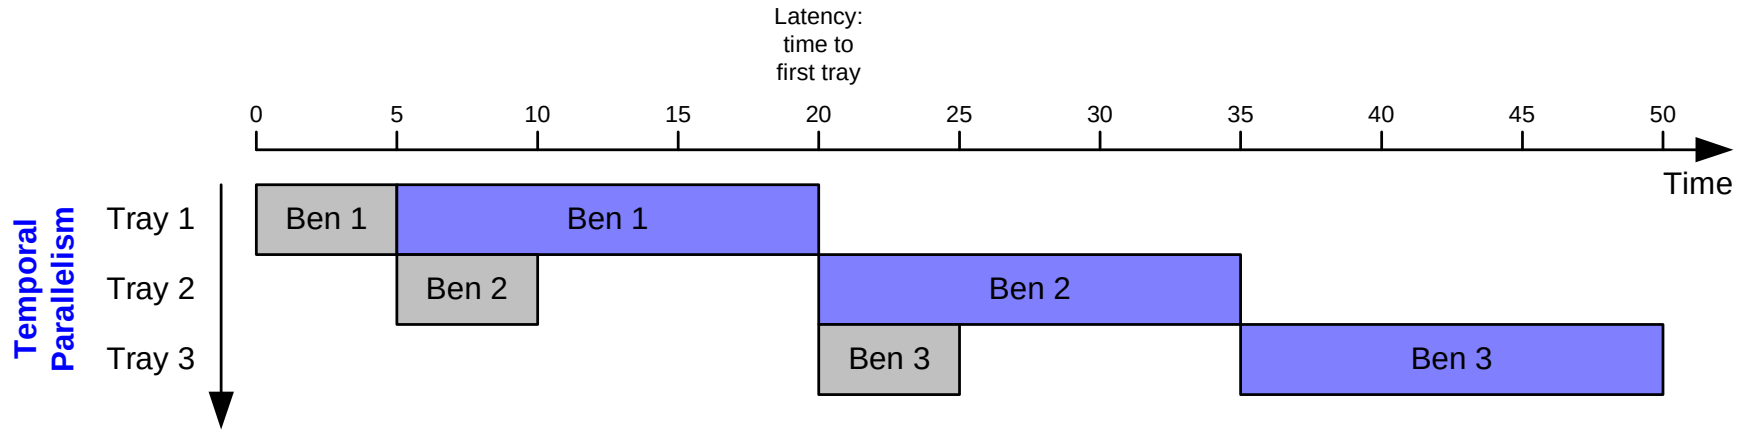 Latency:
time to
first tray
0 5 10 15 20 25 30 35 40 45 50
Time
Temporal
Parallelism
Tray 1 Ben 1 Ben 1
Tray 2 Ben 2 Ben 2
Tray 3 Ben 3 Ben 3